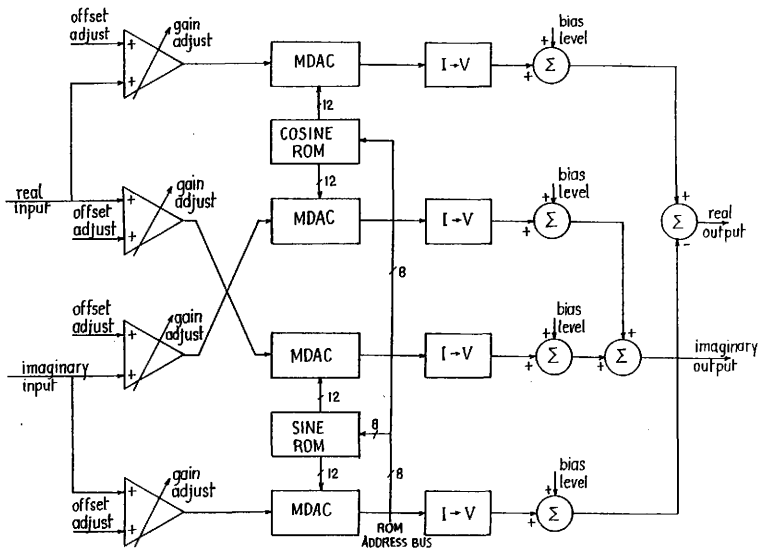 offset
adjust
+
+
gain
adjust
MDAC
I→V
+
+
Σ
bias
level
12
COSINE
ROM
12
real
input
offset
adjust
+
+
gain
adjust
MDAC
I→V
+
+
Σ
bias
level
+
Σ
-
real
output
8
offset
adjust
+
+
gain
adjust
MDAC
I→V
+
+
Σ
bias
level
+
+
Σ
imaginary
output
imaginary
input
12
SINE
ROM
8
12
8
offset
adjust
+
+
gain
adjust
MDAC
I→V
+
+
Σ
bias
level
ROM
ADDRESS BUS